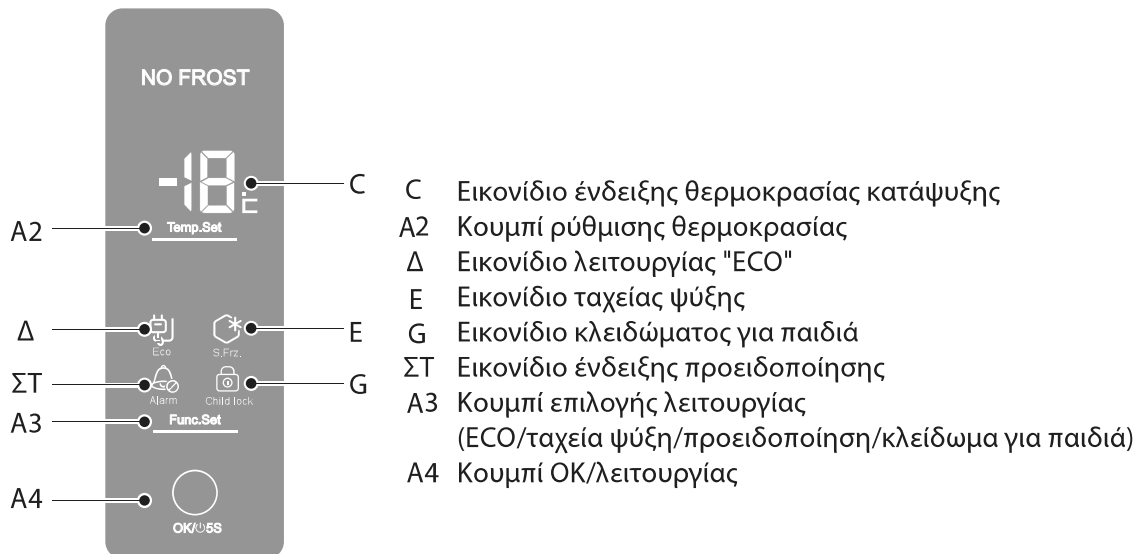 NO FROST
-18
C
A2
Temp.Set
Δ
Eco
S.Frz.
E
ΣΤ
Alarm
Child lock
G
A3
Func.Set
A4
OK/⏻5S
C Εικονίδιο ένδειξης θερμοκρασίας κατάψυξης
A2 Κουμπί ρύθμισης θερμοκρασίας
Δ Εικονίδιο λειτουργίας "ECO"
E Εικονίδιο ταχείας ψύξης
G Εικονίδιο κλειδώματος για παιδιά
ΣΤ Εικονίδιο ένδειξης προειδοποίησης
A3 Κουμπί επιλογής λειτουργίας
(ECO/ταχεία ψύξη/προειδοποίηση/κλείδωμα για παιδιά)
A4 Κουμπί OK/λειτουργίας